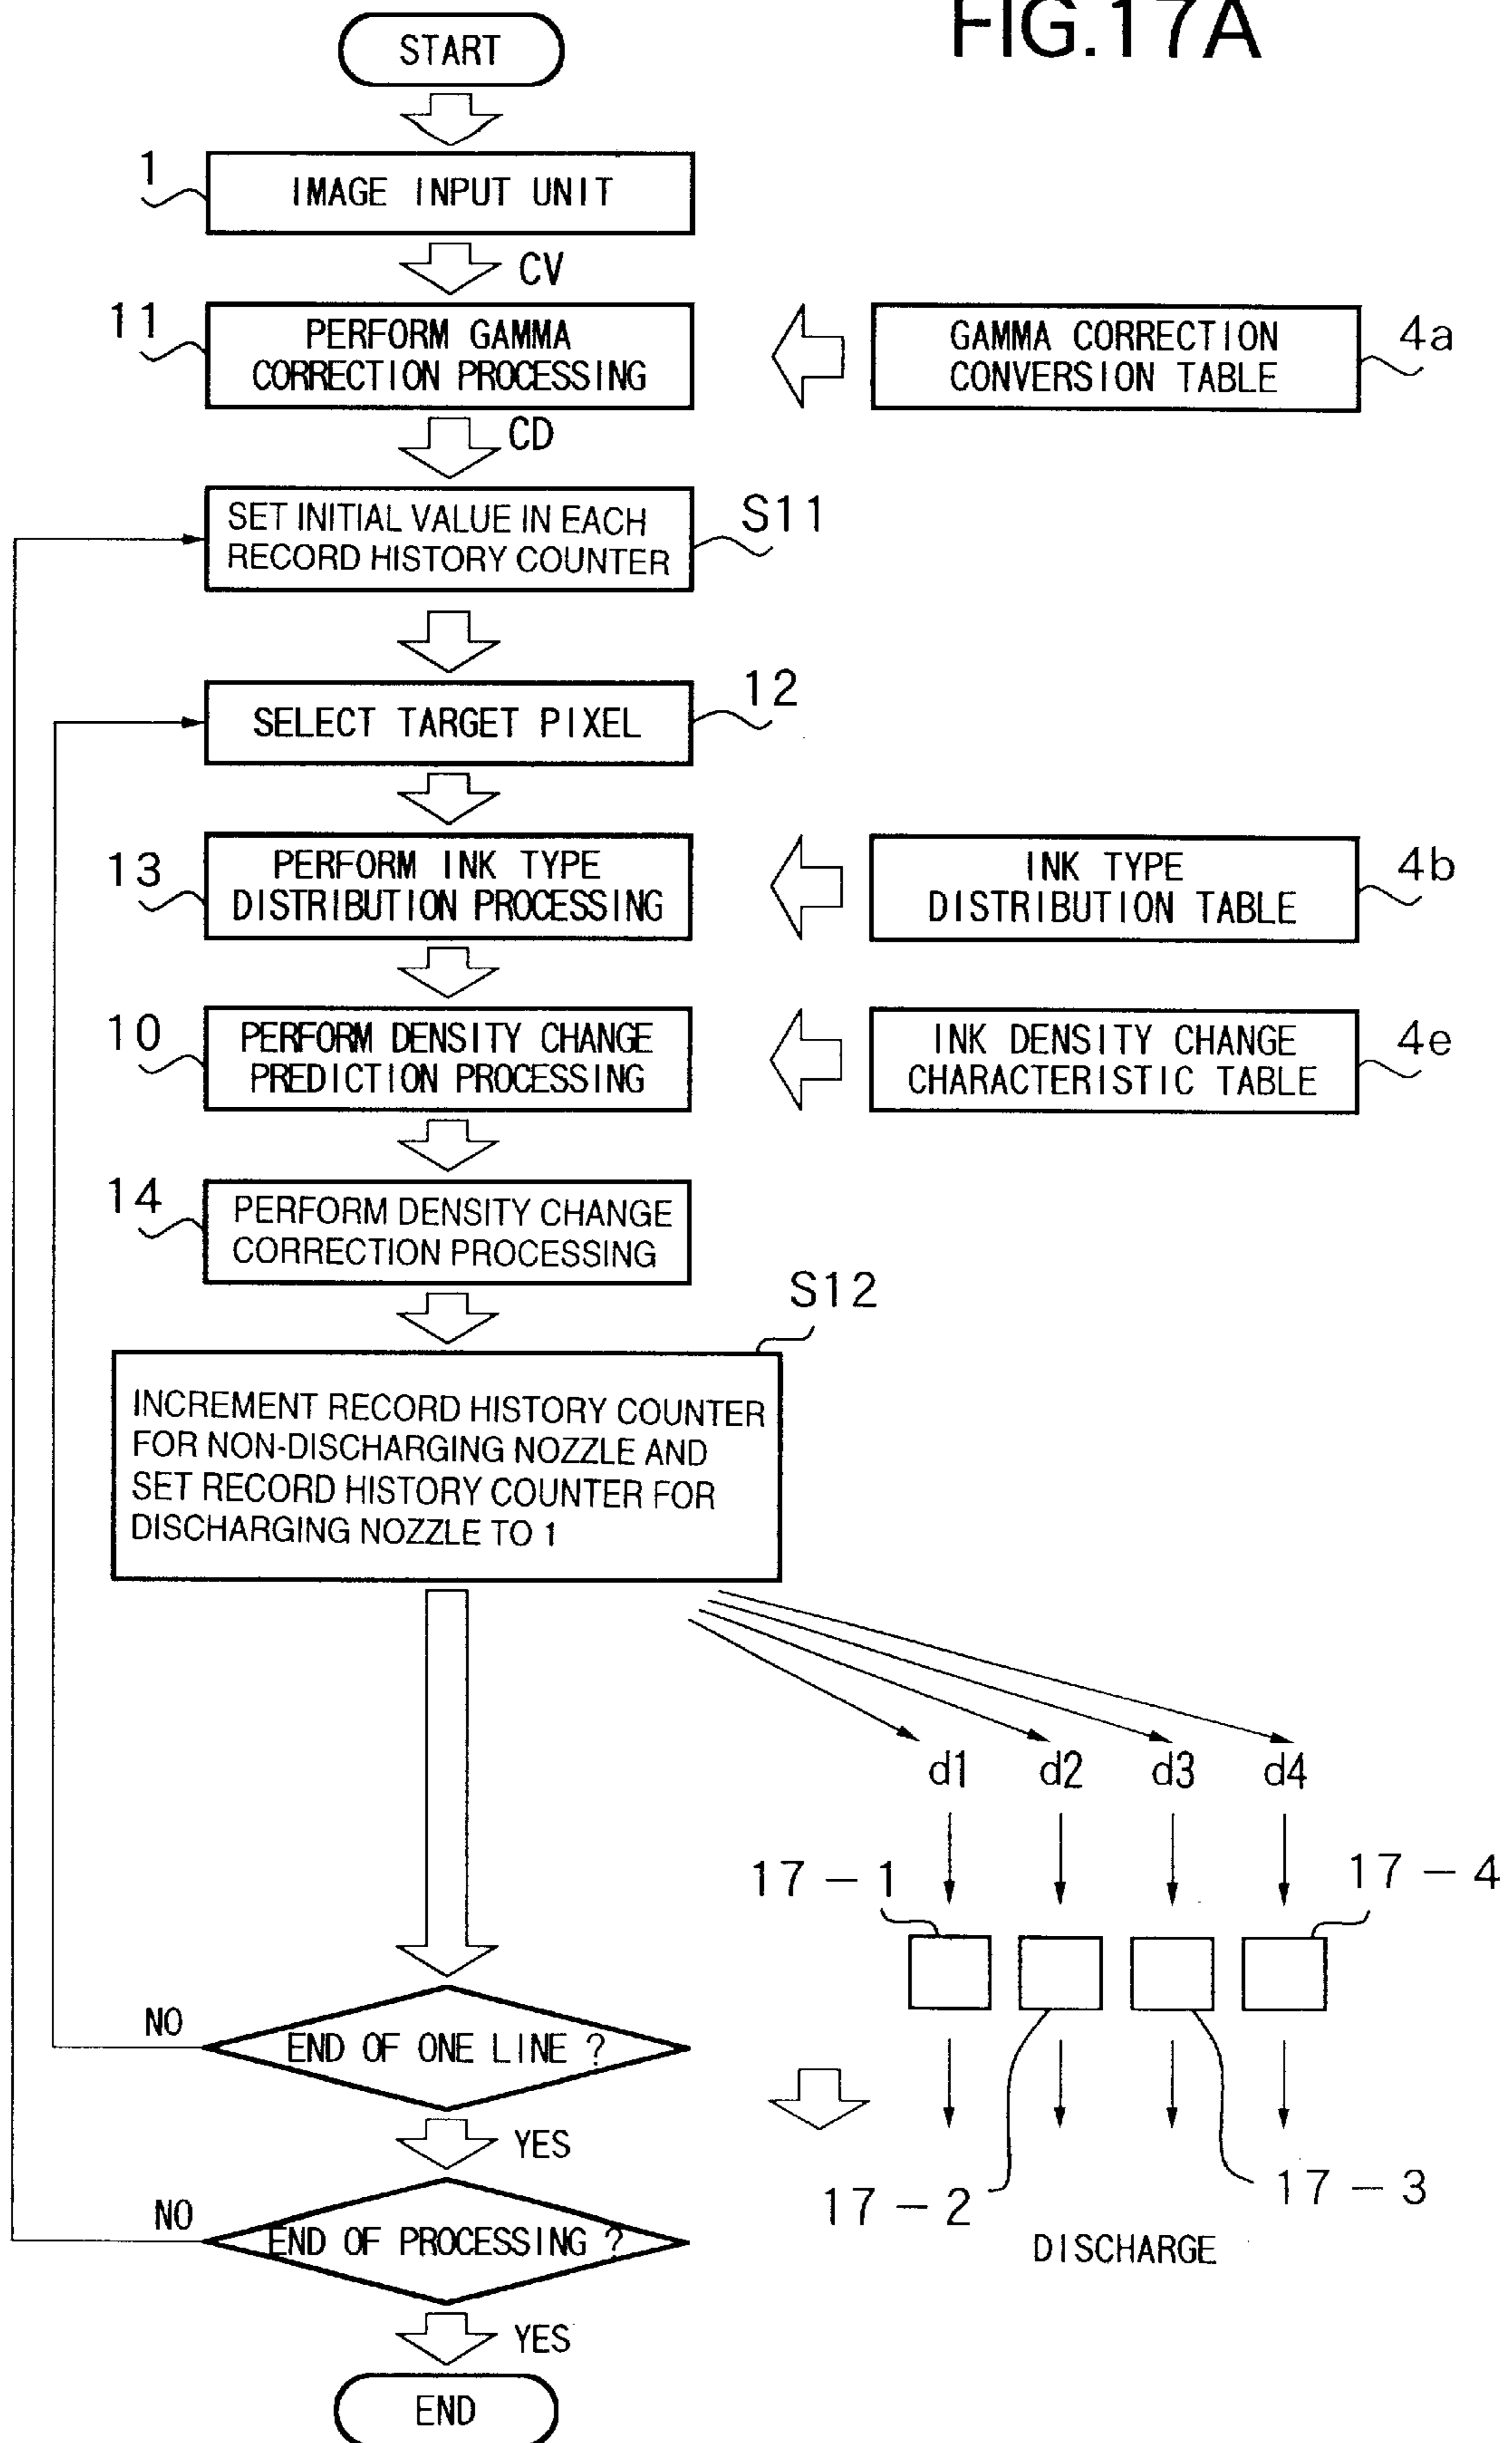 FIG.17A
START
1
IMAGE INPUT UNIT
CV
11
PERFORM GAMMA
CORRECTION PROCESSING
GAMMA CORRECTION
CONVERSION TABLE
4a
CD
SET INITIAL VALUE IN EACH
RECORD HISTORY COUNTER
S11
SELECT TARGET PIXEL
12
13
PERFORM INK TYPE
DISTRIBUTION PROCESSING
INK TYPE
DISTRIBUTION TABLE
4b
10
PERFORM DENSITY CHANGE
PREDICTION PROCESSING
INK DENSITY CHANGE
CHARACTERISTIC TABLE
4e
14
PERFORM DENSITY CHANGE
CORRECTION PROCESSING
S12
INCREMENT RECORD HISTORY COUNTER
FOR NON-DISCHARGING NOZZLE AND
SET RECORD HISTORY COUNTER FOR
DISCHARGING NOZZLE TO 1
d1 d2 d3 d4
17-1
17-4
NO
END OF ONE LINE ?
YES
17-2
17-3
NO
END OF PROCESSING ?
DISCHARGE
YES
END